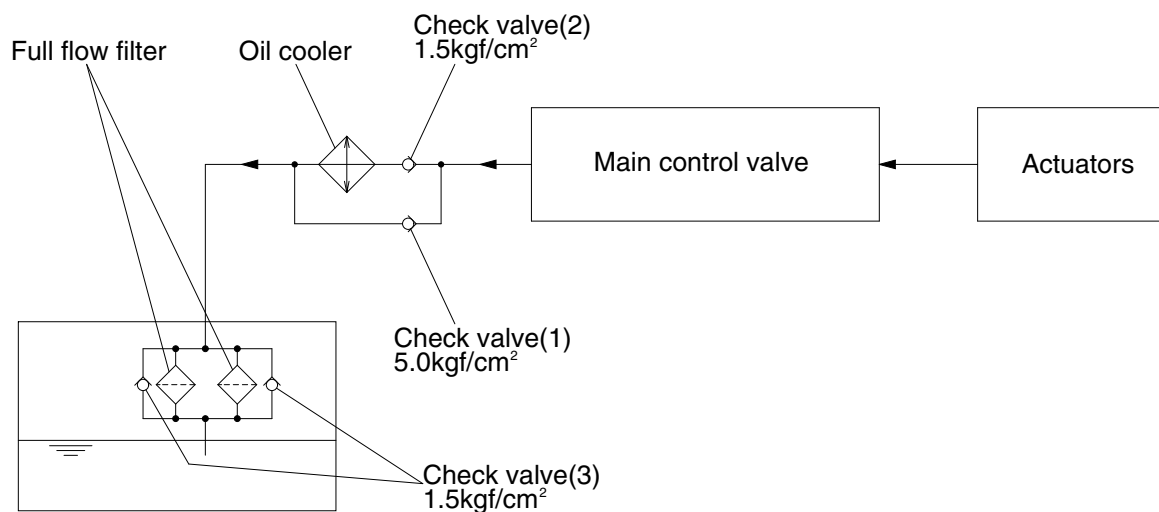 Check valve(2)
1.5kgf/cm²
Full flow filter
Oil cooler
Main control valve
Actuators
Check valve(1)
5.0kgf/cm²
Check valve(3)
1.5kgf/cm²